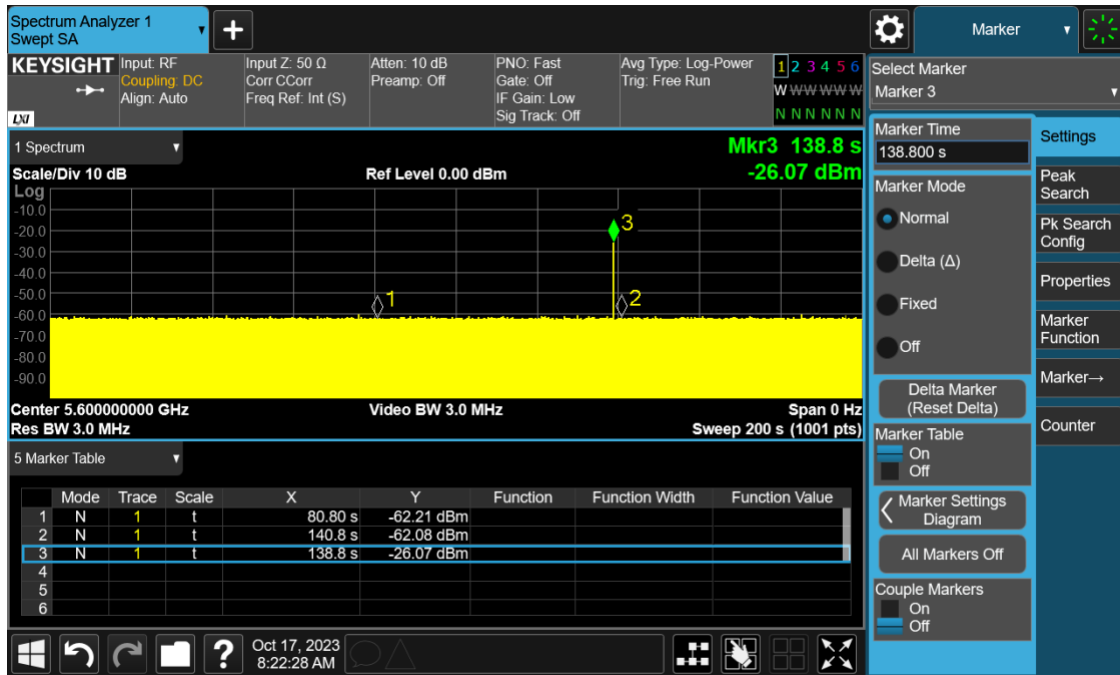 Spectrum Analyzer 1
Swept SA
Marker
KEYSIGHT
LXI
Input: RF
Coupling: DC
Align: Auto
Input Z: 50 Ω
Corr CCorr
Freq Ref: Int (S)
Atten: 10 dB
Preamp: Off
PNO: Fast
Gate: Off
IF Gain: Low
Sig Track: Off
Avg Type: Log-Power
Trig: Free Run
1 2 3 4 5 6
W W W W W W
N N N N N N
Select Marker
Marker 3
1 Spectrum
Mkr3 138.8 s
Scale/Div 10 dB
Ref Level 0.00 dBm
-26.07 dBm
Log
-10.0
-20.0
-30.0
-40.0
-50.0
-60.0
-70.0
-80.0
-90.0
1
2
3
Center 5.600000000 GHz
Video BW 3.0 MHz
Span 0 Hz
Res BW 3.0 MHz
Sweep 200 s (1001 pts)
5 Marker Table
Mode Trace Scale X Y Function Function Width Function Value
1 N 1 t 80.80 s -62.21 dBm
2 N 1 t 140.8 s -62.08 dBm
3 N 1 t 138.8 s -26.07 dBm
4
5
6
Marker Time
138.800 s
Marker Mode
Normal
Delta (Δ)
Fixed
Off
Delta Marker
(Reset Delta)
Marker Table
On
Off
Marker Settings
Diagram
All Markers Off
Couple Markers
On
Off
Settings
Peak
Search
Pk Search
Config
Properties
Marker
Function
Marker→
Counter
?
Oct 17, 2023
8:22:28 AM